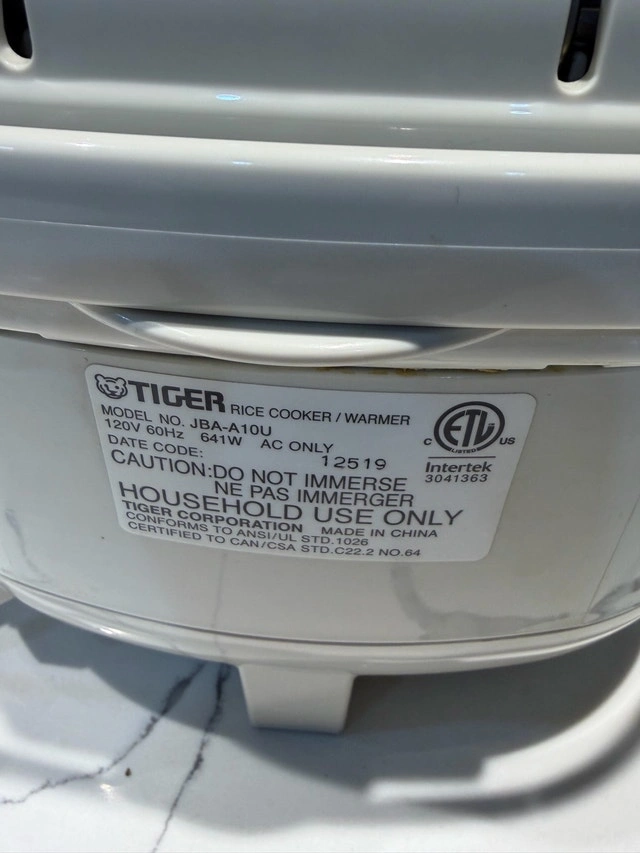 TIGER RICE COOKER / WARMER
MODEL NO. JBA-A10U
120V 60Hz 641W AC ONLY
DATE CODE: 12519
CAUTION:DO NOT IMMERSE
NE PAS IMMERGER
HOUSEHOLD USE ONLY
TIGER CORPORATION MADE IN CHINA
CONFORMS TO ANSI/UL STD.1026
CERTIFIED TO CAN/CSA STD.C22.2 NO.64
C ETL US
LISTED
Intertek
3041363